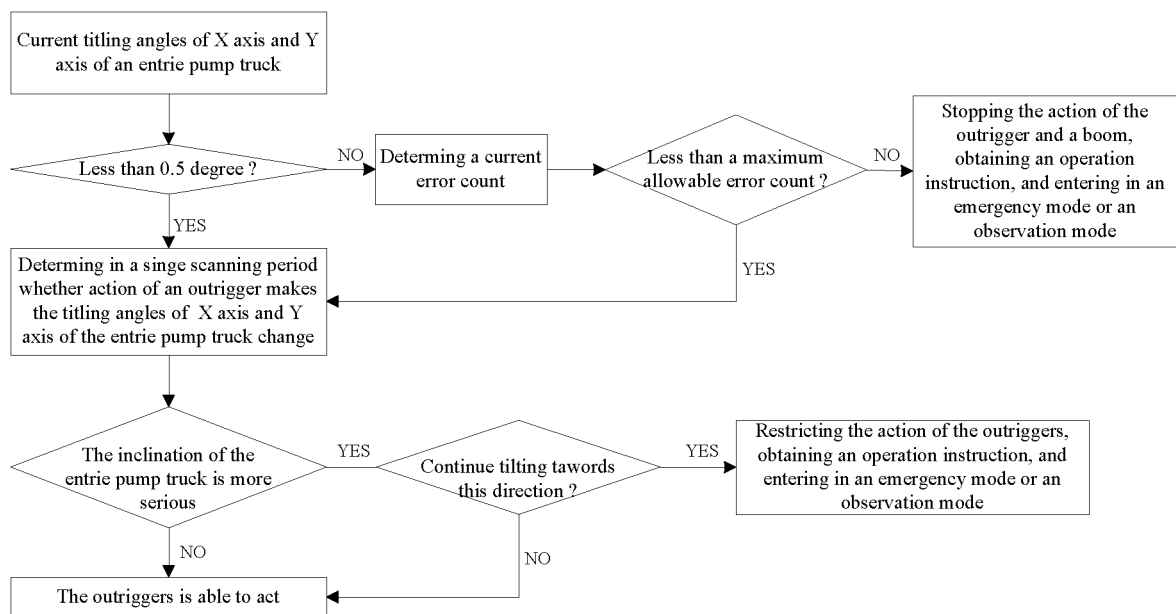 Current titling angles of X axis and Y
axis of an entrie pump truck
Less than 0.5 degree ?
NO
Determing a current
error count
Less than a maximum
allowable error count ?
NO
Stopping the action of the
outrigger and a boom,
obtaining an operation
instruction, and entering in an
emergency mode or an
observation mode
YES
YES
Determing in a singe scanning period
whether action of an outrigger makes
the titling angles of X axis and Y
axis of the entrie pump truck change
The inclination of the
entrie pump truck is more
serious
YES
Continue tilting tawords
this direction ?
YES
Restricting the action of the outriggers,
obtaining an operation instruction, and
entering in an emergency mode or an
observation mode
NO
NO
The outriggers is able to act